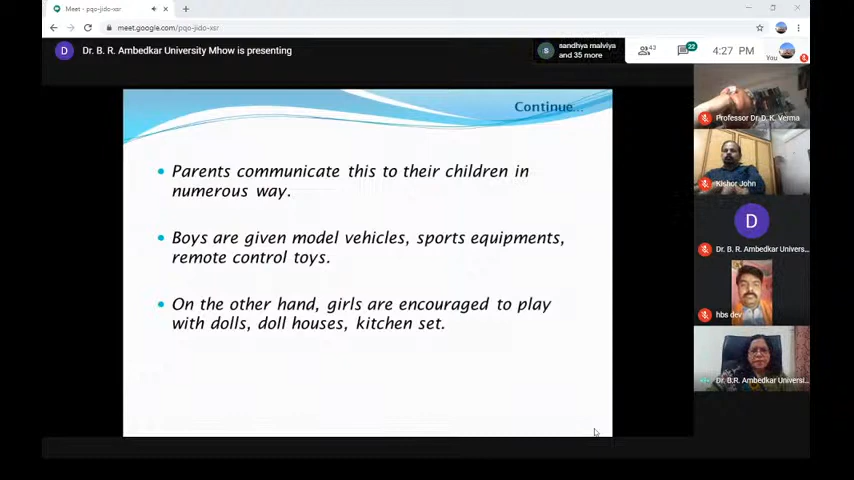 Meet - pqo-jido-xsr
meet.google.com/pqo-jido-xsr
D Dr. B. R. Ambedkar University Mhow is presenting
S sandhya malviya
and 35 more
43
22
4:27 PM
You
Continue...
Parents communicate this to their children in
numerous way.
Boys are given model vehicles, sports equipments,
remote control toys.
On the other hand, girls are encouraged to play
with dolls, doll houses, kitchen set.
Professor Dr. D. K. Verma
Kishor John
D
Dr. B. R. Ambedkar Univers...
hbs dev
Dr. B.R. Ambedkar Universi...